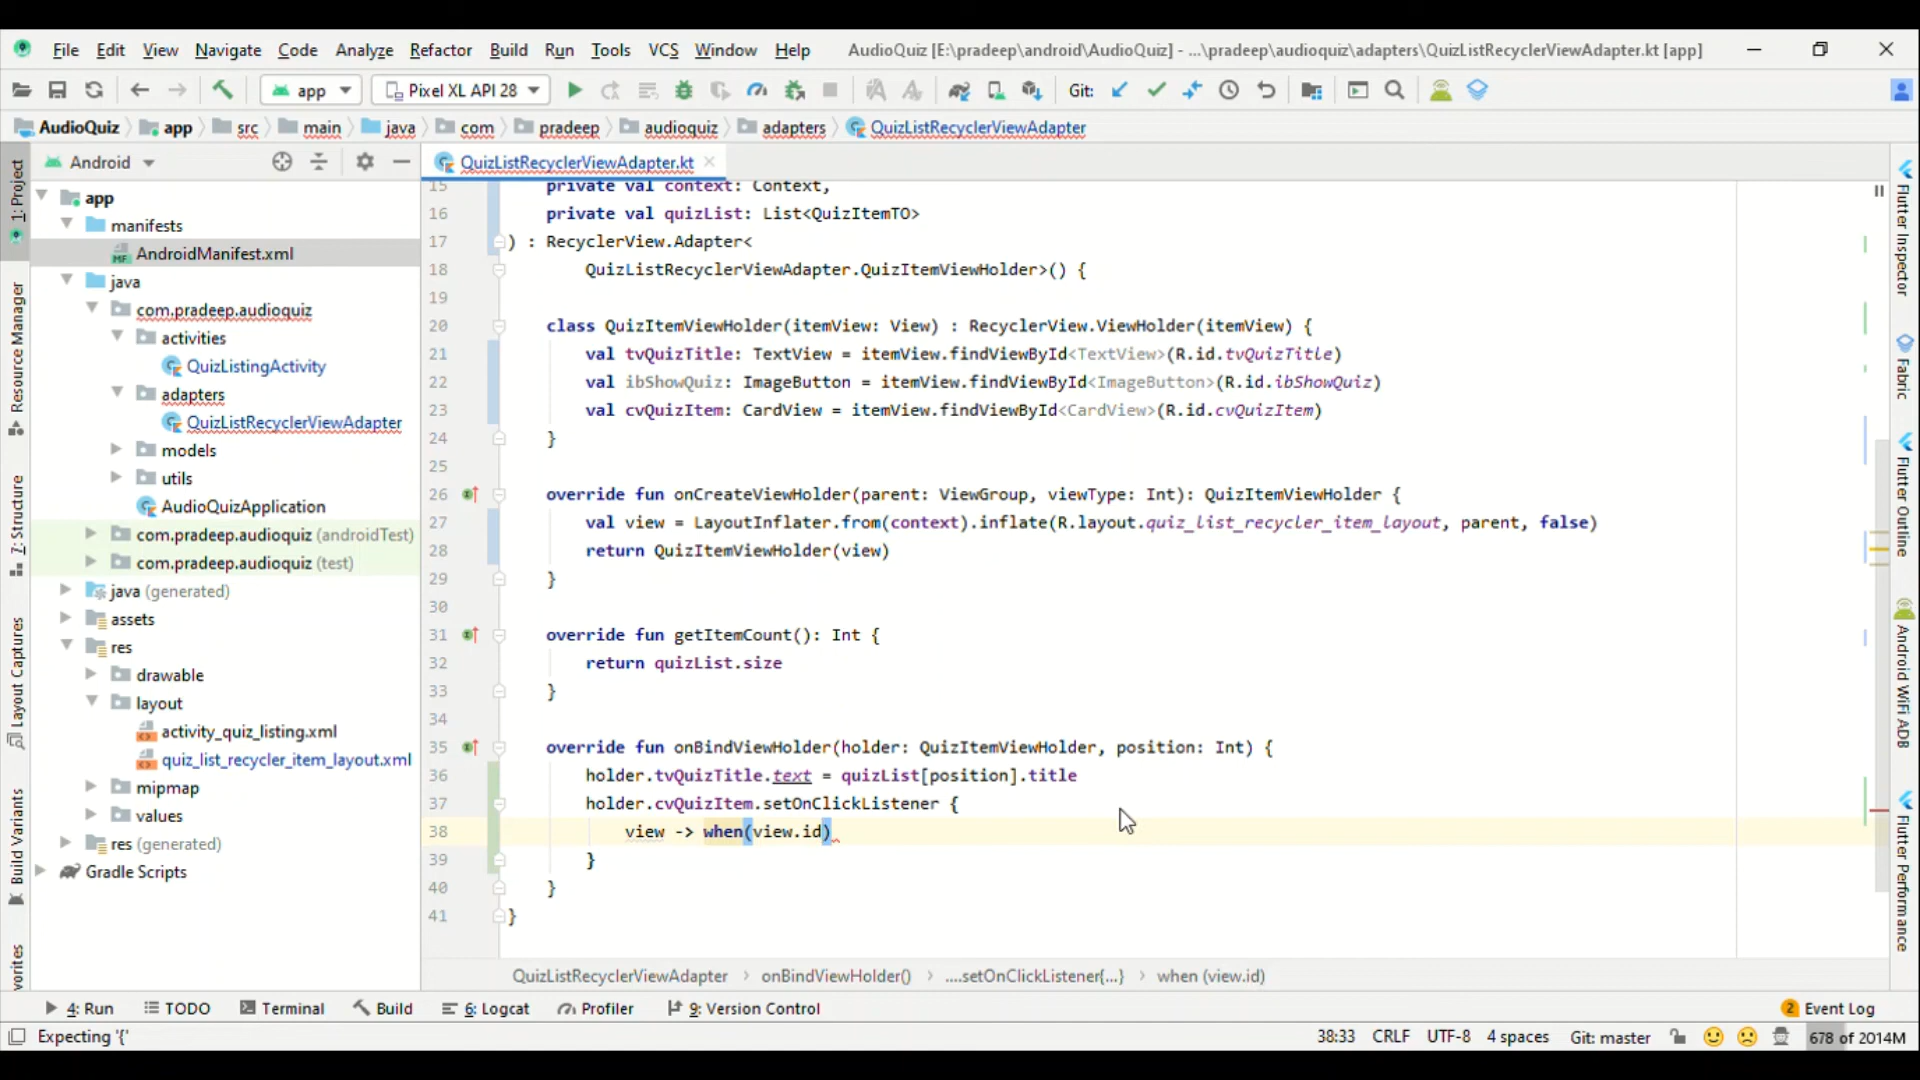 File Edit View Navigate Code Analyze Refactor Build Run Tools VCS Window Help AudioQuiz [E:\pradeep\android\AudioQuiz] - ...\pradeep\audioquiz\adapters\QuizListRecyclerViewAdapter.kt [app]
app Pixel XL API 28 Git:
AudioQuiz app src main java com pradeep audioquiz adapters QuizListRecyclerViewAdapter
Android
QuizListRecyclerViewAdapter.kt
1: Project
Resource Manager
7: Structure
Layout Captures
Build Variants
vorites
app
manifests
AndroidManifest.xml
java
com.pradeep.audioquiz
activities
QuizListingActivity
adapters
QuizListRecyclerViewAdapter
models
utils
AudioQuizApplication
com.pradeep.audioquiz (androidTest)
com.pradeep.audioquiz (test)
java (generated)
assets
res
drawable
layout
activity_quiz_listing.xml
quiz_list_recycler_item_layout.xml
mipmap
values
res (generated)
Gradle Scripts
15 private val context: Context,
16 private val quizList: List<QuizItemTO>
17 ) : RecyclerView.Adapter<
18 QuizListRecyclerViewAdapter.QuizItemViewHolder>() {
19
20 class QuizItemViewHolder(itemView: View) : RecyclerView.ViewHolder(itemView) {
21 val tvQuizTitle: TextView = itemView.findViewById<TextView>(R.id.tvQuizTitle)
22 val ibShowQuiz: ImageButton = itemView.findViewById<ImageButton>(R.id.ibShowQuiz)
23 val cvQuizItem: CardView = itemView.findViewById<CardView>(R.id.cvQuizItem)
24 }
25
26 override fun onCreateViewHolder(parent: ViewGroup, viewType: Int): QuizItemViewHolder {
27 val view = LayoutInflater.from(context).inflate(R.layout.quiz_list_recycler_item_layout, parent, false)
28 return QuizItemViewHolder(view)
29 }
30
31 override fun getItemCount(): Int {
32 return quizList.size
33 }
34
35 override fun onBindViewHolder(holder: QuizItemViewHolder, position: Int) {
36 holder.tvQuizTitle.text = quizList[position].title
37 holder.cvQuizItem.setOnClickListener {
38 view -> when(view.id)
39 }
40 }
41 }
Flutter Inspector
Fabric
Flutter Outline
Android WiFi ADB
Flutter Performance
QuizListRecyclerViewAdapter onBindViewHolder() ....setOnClickListener{...} when (view.id)
4: Run TODO Terminal Build 6: Logcat Profiler 9: Version Control 2 Event Log
Expecting '{' 38:33 CRLF UTF-8 4 spaces Git: master 678 of 2014M